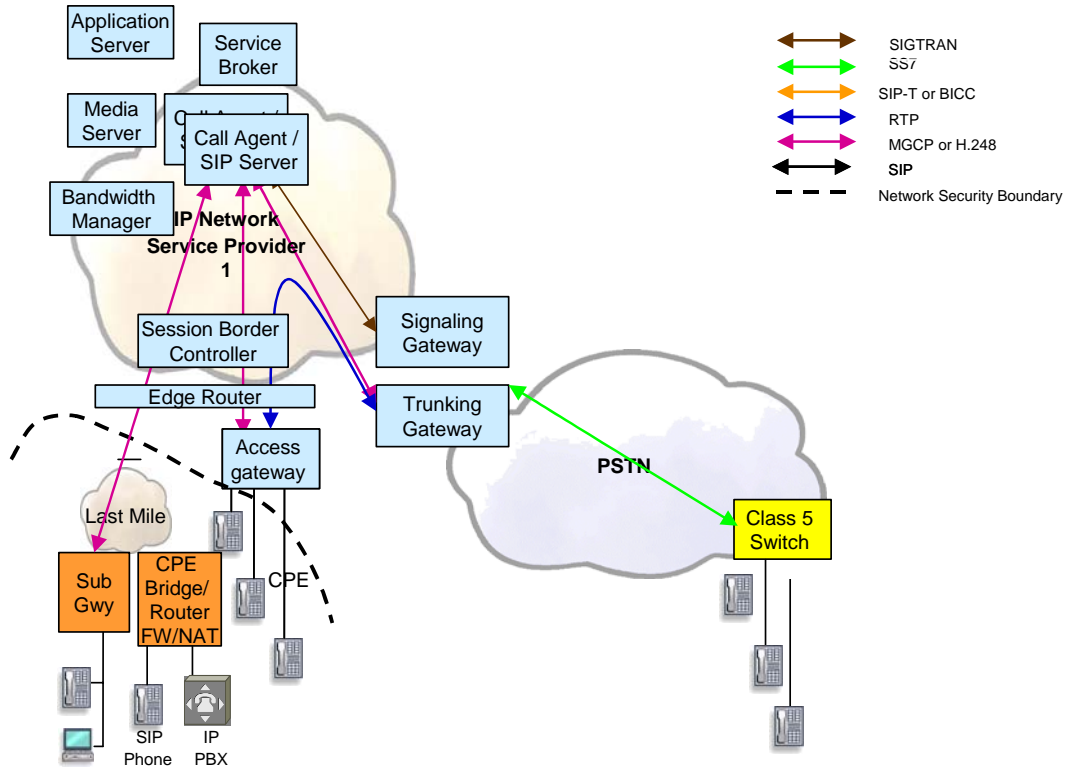 Application
Server
Service
Broker
Media
Server
Call Agent /
S
Call Agent /
SIP Server
Bandwidth
Manager
IP Network
Service Provider
1
Session Border
Controller
Edge Router
Signaling
Gateway
Trunking
Gateway
Access
gateway
Last Mile
Sub
Gwy
CPE
Bridge/
Router
FW/NAT
CPE
SIP
Phone
IP
PBX
PSTN
Class 5
Switch
SIGTRAN
SS7
SIP-T or BICC
RTP
MGCP or H.248
SIP
Network Security Boundary